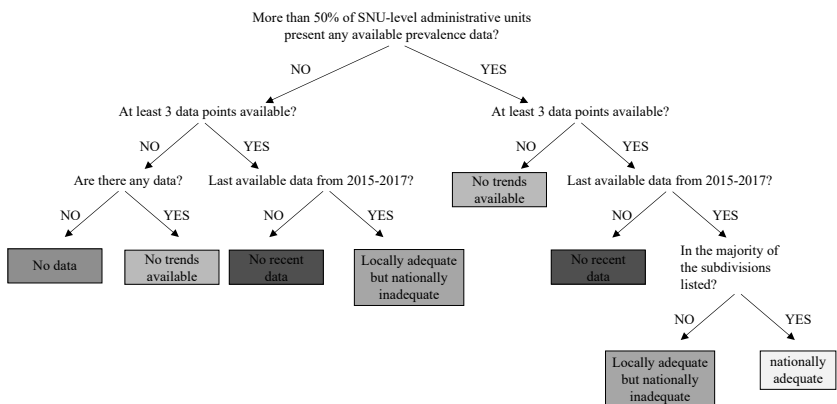 More than 50% of SNU-level administrative units
present any available prevalence data?
NO
YES
At least 3 data points available?
At least 3 data points available?
NO
YES
NO
YES
Are there any data?
Last available data from 2015-2017?
No trends
available
Last available data from 2015-2017?
NO
YES
NO
YES
NO
YES
No data
No trends
available
No recent
data
Locally adequate
but nationally
inadequate
No recent
data
In the majority of
the subdivisions
listed?
NO
YES
Locally adequate
but nationally
inadequate
nationally
adequate